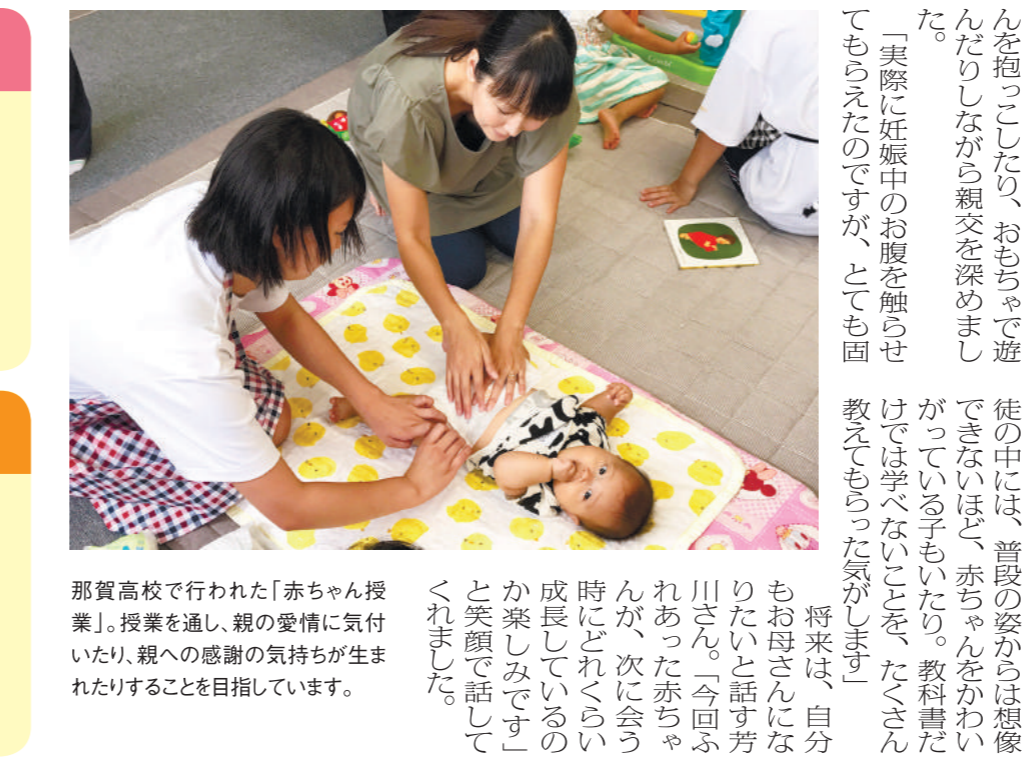 んを抱っこしたり、おもちゃで遊
んだりしながら親交を深めまし
た。
「実際に妊娠中のお腹を触らせ
てもらえたのですが、とても固
徒の中には、普段の姿からは想像
できないほど、赤ちゃんをかわい
がっている子もいたり。教科書だ
けでは学べないことを、たくさん
教えてもらった気がします」
将来は、自分
もお母さんにな
りたいと話す芳
川さん。「今回ふ
れあった赤ちゃ
んが、次に会う
時にどれくらい
成長しているの
か楽しみです」
と笑顔で話して
くれました。
那賀高校で行われた「赤ちゃん授
業」。授業を通し、親の愛情に気付
いたり、親への感謝の気持ちが生ま
れたりすることを目指しています。